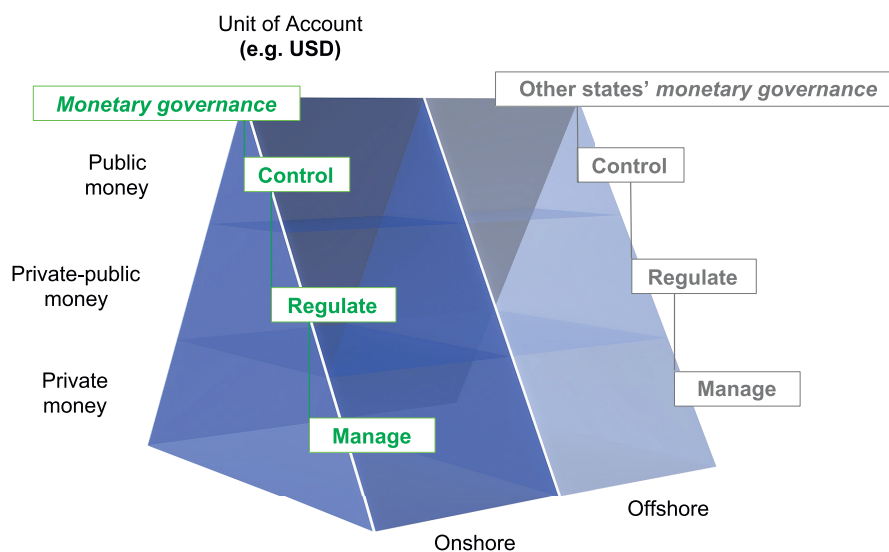 Unit of Account
(e.g. USD)
Monetary governance
Other states’ monetary governance
Public
money
Control
Control
Private-public
money
Regulate
Regulate
Private
money
Manage
Manage
Offshore
Onshore